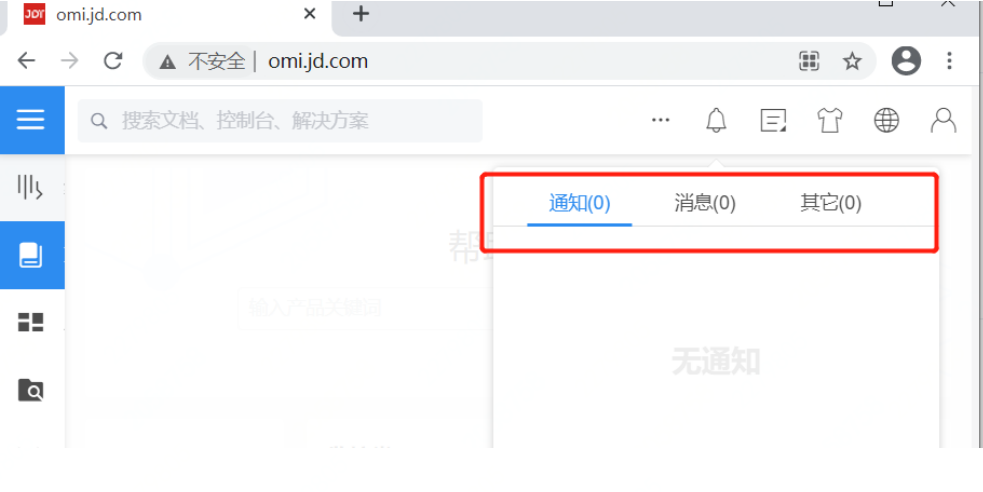 JOY omi.jd.com
不安全 | omi.jd.com
搜索文档、控制台、解决方案
通知(0) 消息(0) 其它(0)
帮
输入产品关键词
无通知